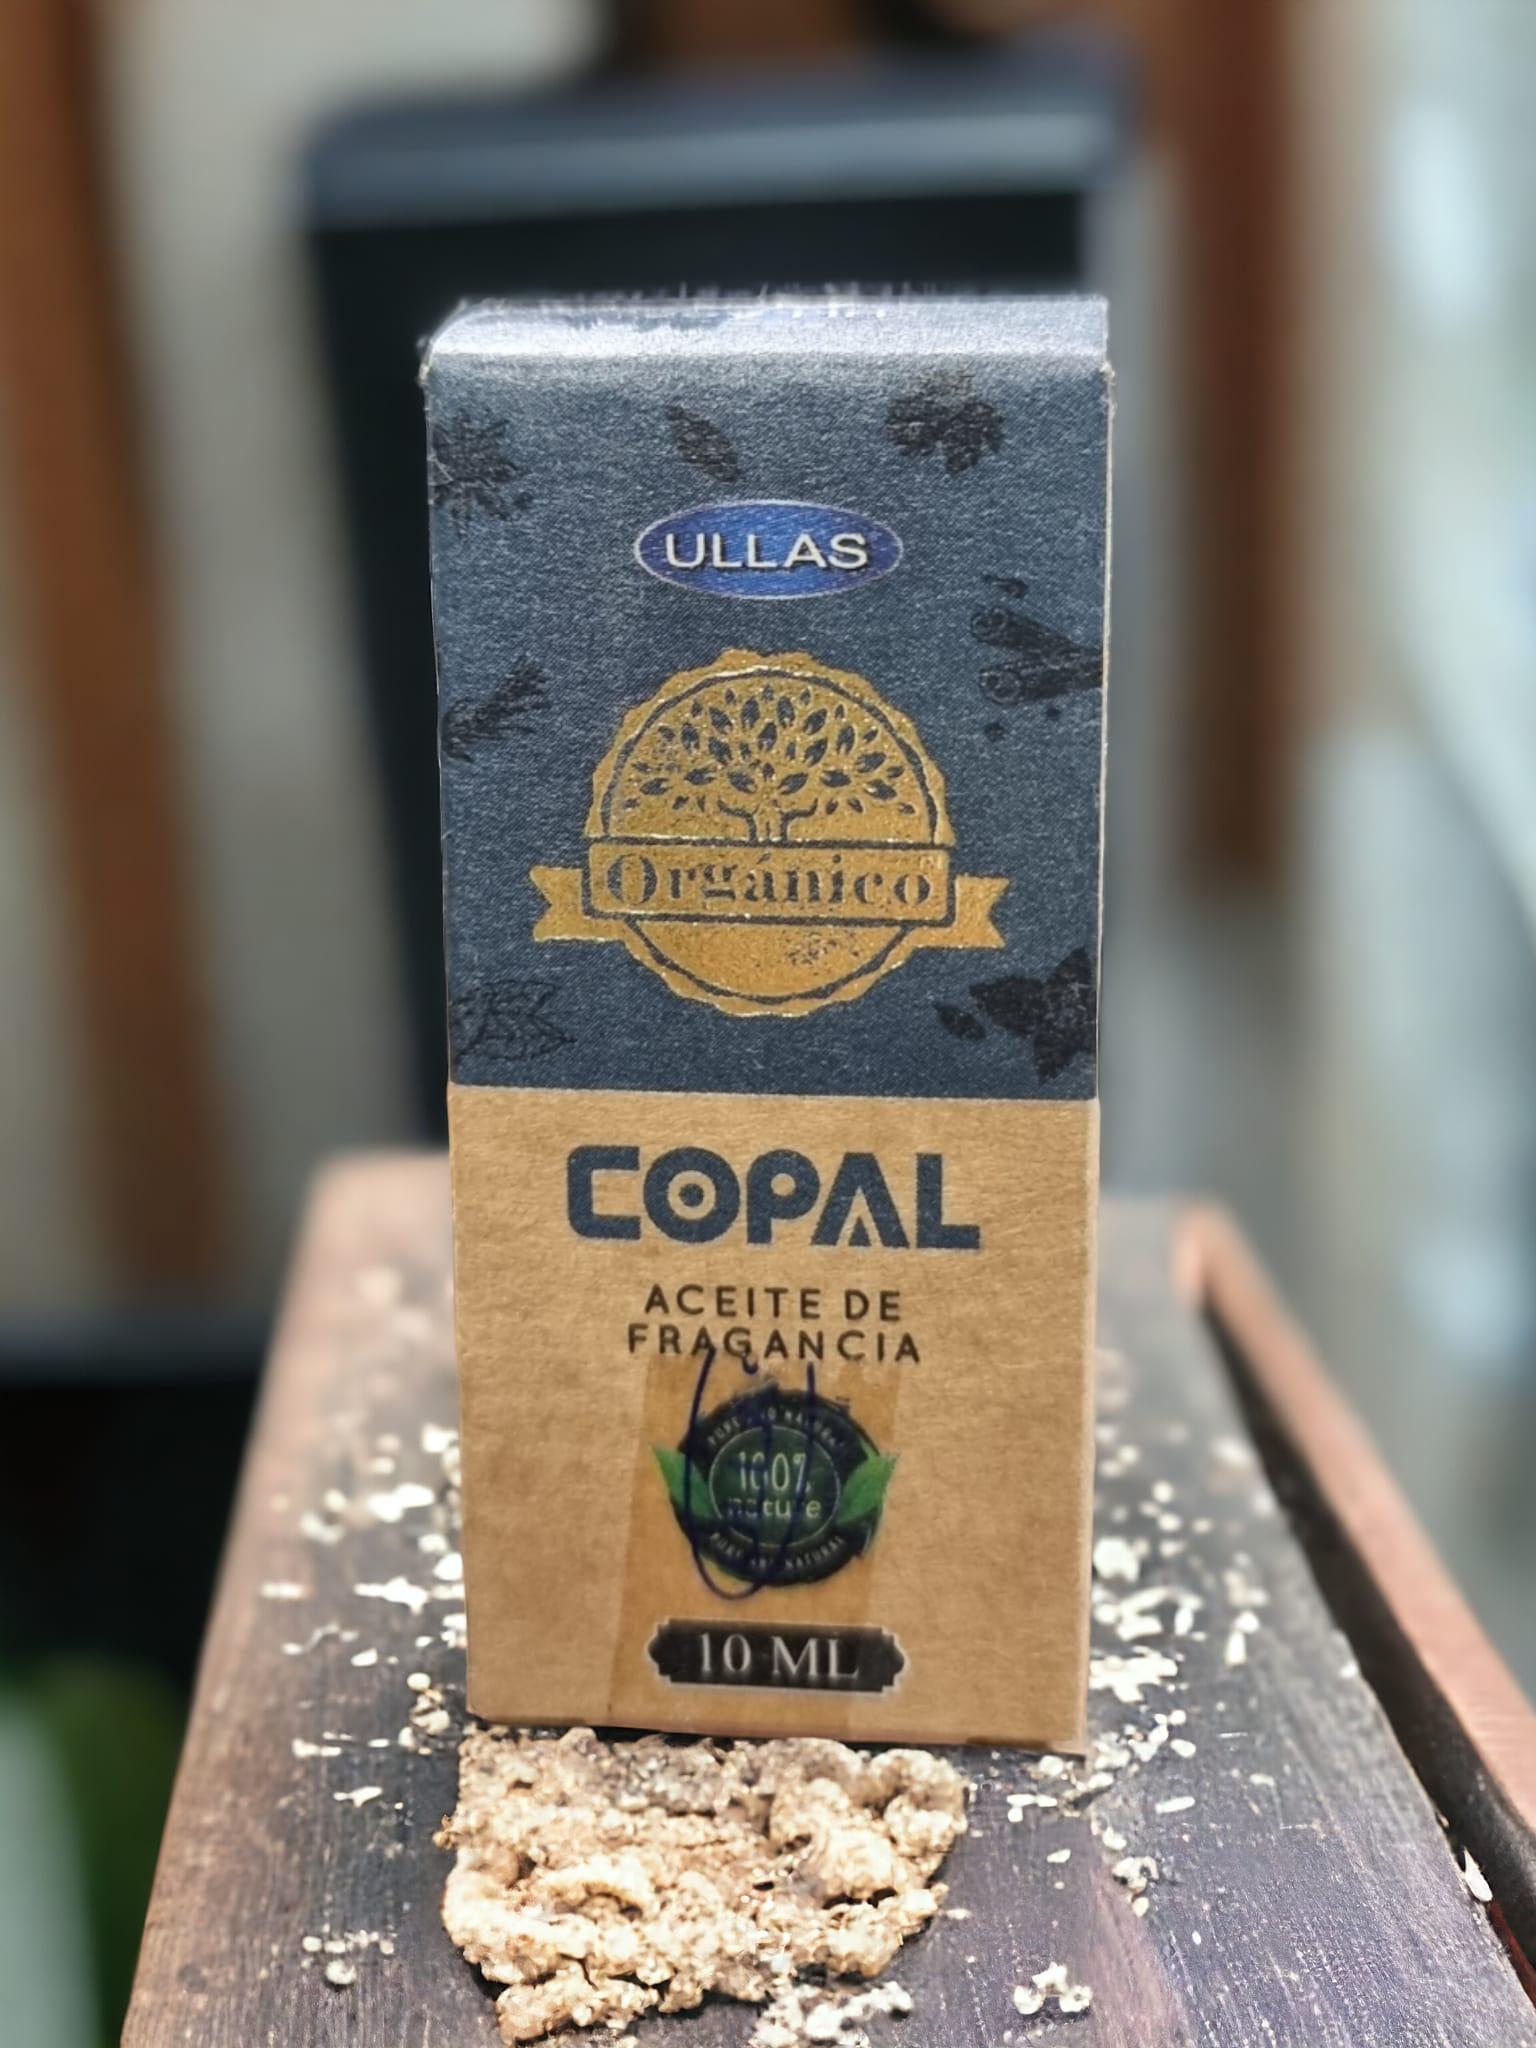 ULLAS
Orgánico
COPAL
ACEITE DE
FRAGANCIA
100%
nature
10 ML